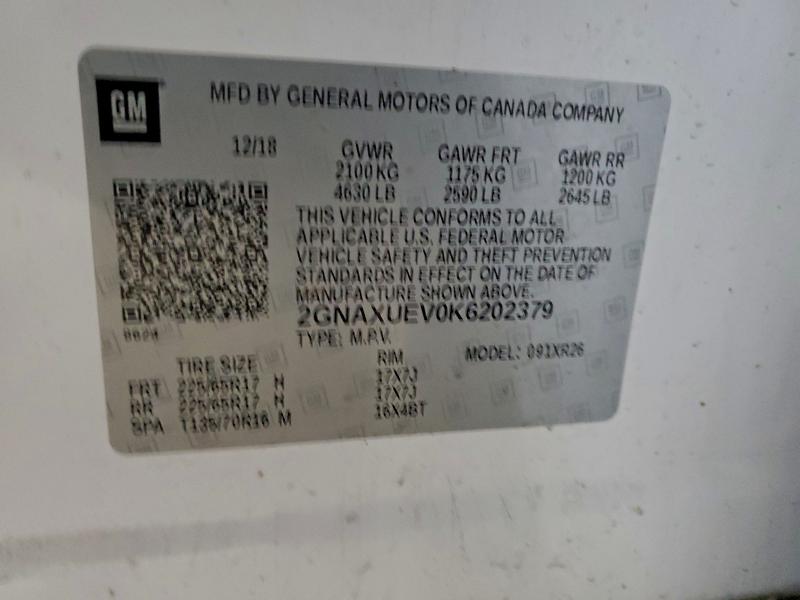 GM
MFD BY GENERAL MOTORS OF CANADA COMPANY
12/18 GVWR GAWR FRT GAWR RR
2100 KG 1175 KG 1200 KG
4630 LB 2590 LB 2645 LB
THIS VEHICLE CONFORMS TO ALL
APPLICABLE U.S. FEDERAL MOTOR
VEHICLE SAFETY AND THEFT PREVENTION
STANDARDS IN EFFECT ON THE DATE OF
MANUFACTURE SHOWN ABOVE.
2GNAXUEV0K6202379
TYPE: M.P.V. MODEL: 091XR26
TIRE SIZE RIM
FRT 225/65R17 H 17X7J
RR 225/65R17 H 17X7J
SPA T135/70R16 M 16X4BT